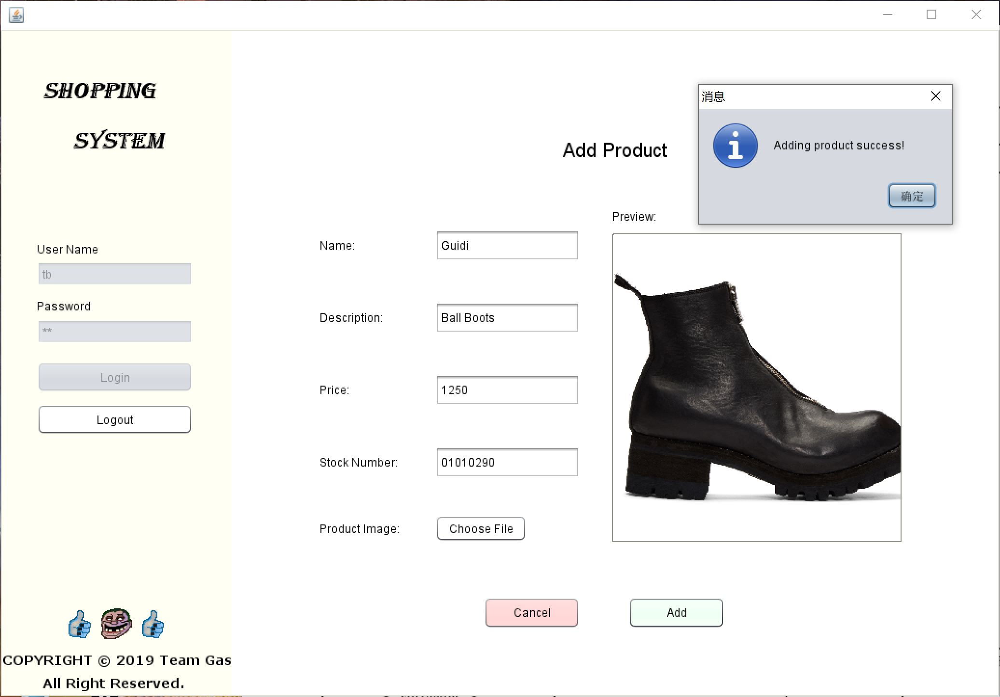 SHOPPING
SYSTEM
User Name
tb
Password
**
Login
Logout
COPYRIGHT © 2019 Team Gas
All Right Reserved.
Add Product
Name:
Guidi
Description:
Ball Boots
Price:
1250
Stock Number:
01010290
Product Image:
Choose File
Preview:
Cancel
Add
消息
Adding product success!
确定